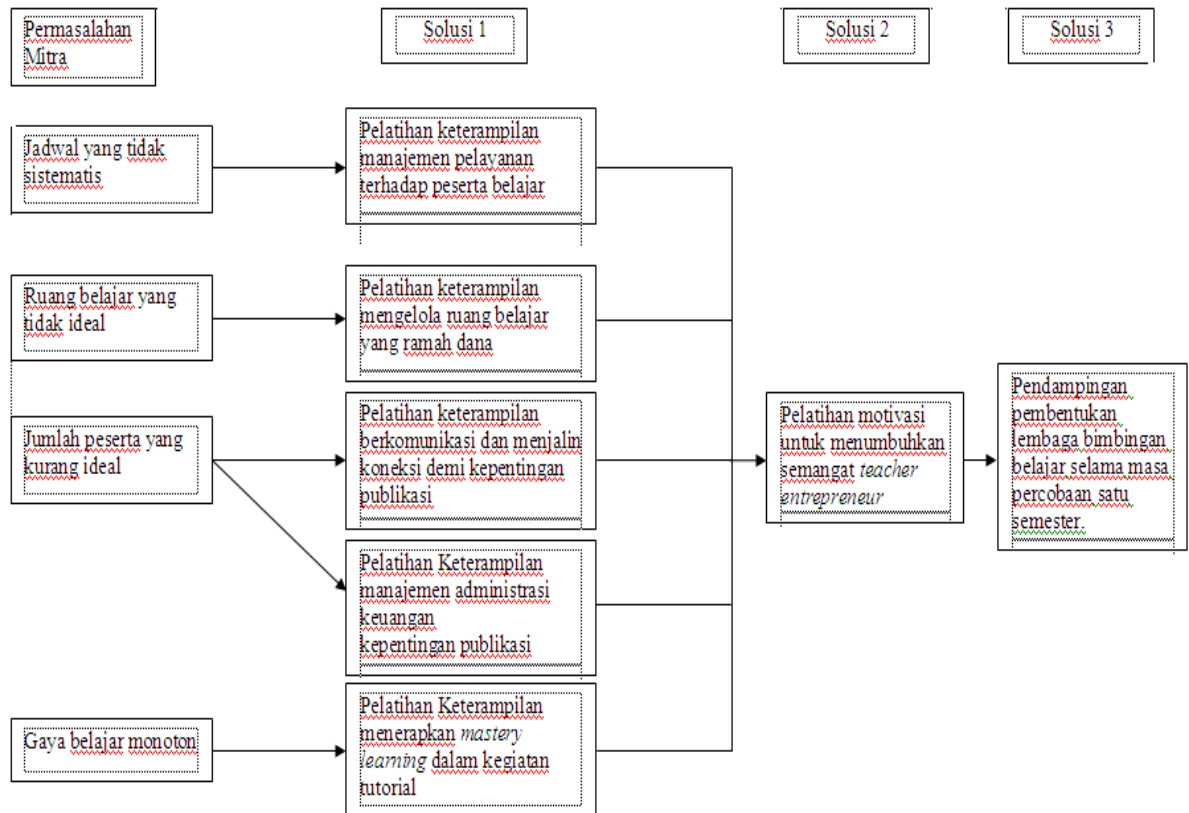 Permasalahan
Mitra
Solusi 1
Solusi 2
Solusi 3
Jadwal yang tidak
sistematis
Pelatihan keterampilan
manajemen pelayanan
terhadap peserta belajar
Ruang belajar yang
tidak ideal
Pelatihan keterampilan
mengelola ruang belajar
yang ramah dana
Jumlah peserta yang
kurang ideal
Pelatihan keterampilan
berkomunikasi dan menjalin
koneksi demi kepentingan
publikasi
Pelatihan Keterampilan
manajemen administrasi
keuangan
kepentingan publikasi
Gaya belajar monoton
Pelatihan Keterampilan
menerapkan mastery
learning dalam kegiatan
tutorial
Pelatihan motivasi
untuk menumbuhkan
semangat teacher
entrepreneur
Pendampingan
pembentukan
lembaga bimbingan
belajar selama masa
percobaan satu
semester.